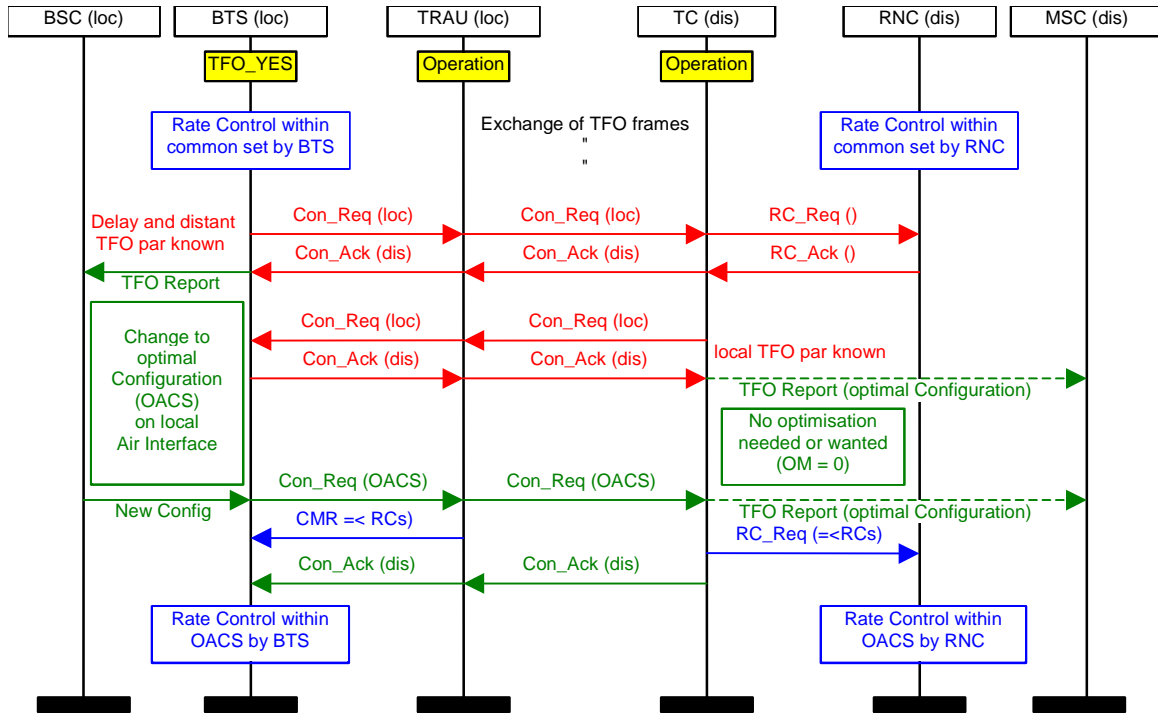 BSC (loc)
BTS (loc)
TRAU (loc)
TC (dis)
RNC (dis)
MSC (dis)
TFO_YES
Operation
Operation
Rate Control within
common set by BTS
Exchange of TFO frames
"
"
Rate Control within
common set by RNC
Delay and distant
TFO par known
Con_Req (loc)
Con_Req (loc)
RC_Req ()
Con_Ack (dis)
Con_Ack (dis)
RC_Ack ()
TFO Report
Con_Req (loc)
Con_Req (loc)
Change to
optimal
Configuration
(OACS)
on local
Air Interface
Con_Ack (dis)
Con_Ack (dis)
local TFO par known
TFO Report (optimal Configuration)
No optimisation
needed or wanted
(OM = 0)
New Config
Con_Req (OACS)
Con_Req (OACS)
TFO Report (optimal Configuration)
CMR =< RCs)
RC_Req (=<RCs)
Con_Ack (dis)
Con_Ack (dis)
Rate Control within
OACS by BTS
Rate Control within
OACS by RNC